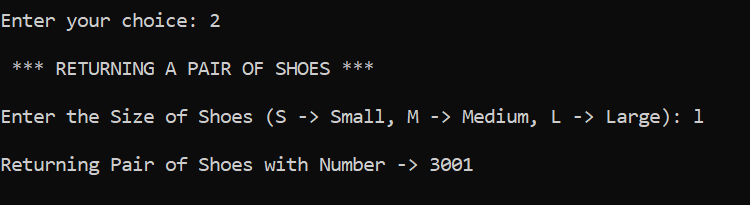 Enter your choice: 2
*** RETURNING A PAIR OF SHOES ***
Enter the Size of Shoes (S -> Small, M -> Medium, L -> Large): l
Returning Pair of Shoes with Number -> 3001